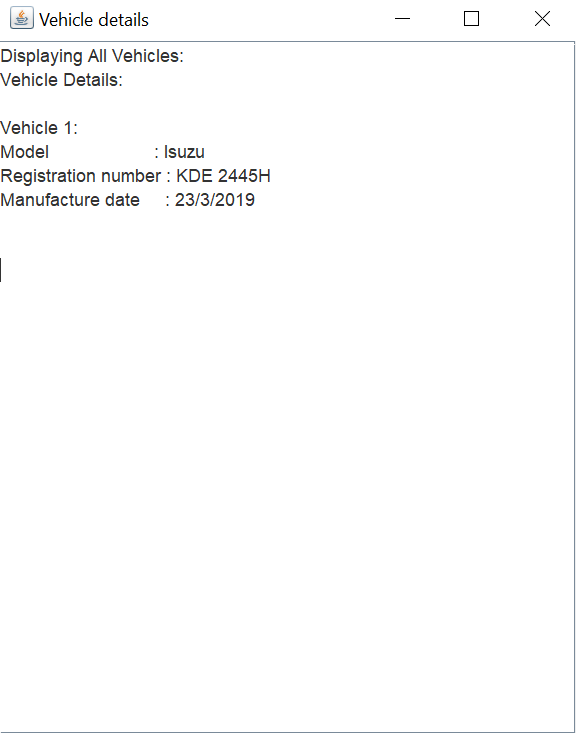 Vehicle details
Displaying All Vehicles:
Vehicle Details:
Vehicle 1:
Model : Isuzu
Registration number : KDE 2445H
Manufacture date : 23/3/2019